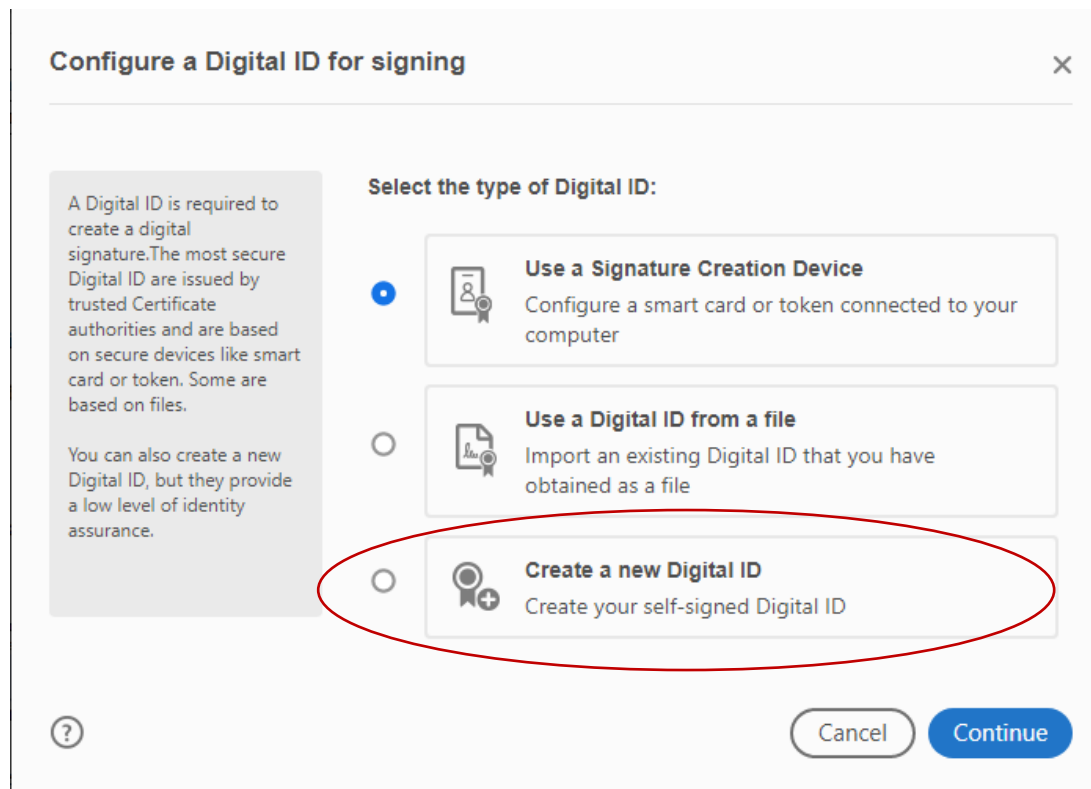 Configure a Digital ID for signing
A Digital ID is required to
create a digital
signature.The most secure
Digital ID are issued by
trusted Certificate
authorities and are based
on secure devices like smart
card or token. Some are
based on files.
You can also create a new
Digital ID, but they provide
a low level of identity
assurance.
Select the type of Digital ID:
Use a Signature Creation Device
Configure a smart card or token connected to your
computer
Use a Digital ID from a file
Import an existing Digital ID that you have
obtained as a file
Create a new Digital ID
Create your self-signed Digital ID
?
Cancel
Continue